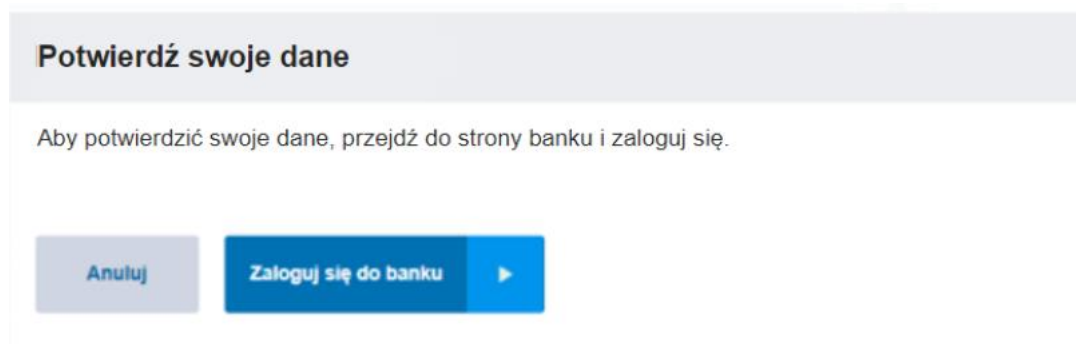 Potwierdź swoje dane
Aby potwierdzić swoje dane, przejdź do strony banku i zaloguj się.
Anuluj
Zaloguj się do banku